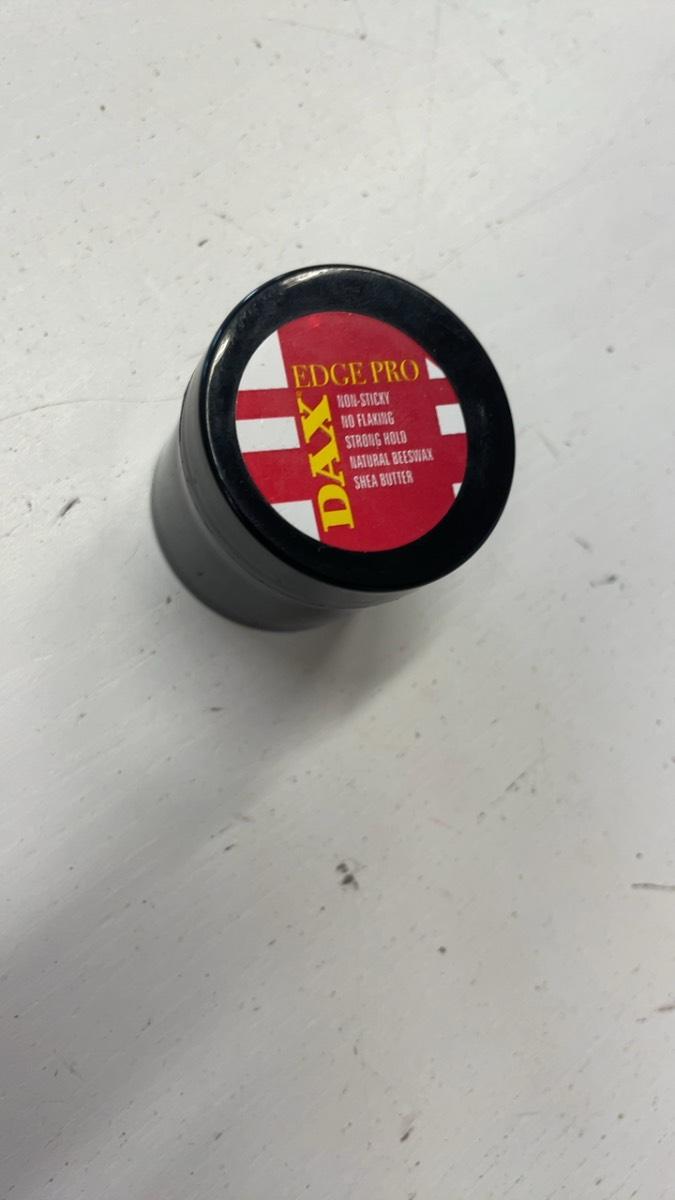 EDGE PRO
DAX
NON-STICKY
NO FLAKING
STRONG HOLD
NATURAL BEESWAX
SHEA BUTTER